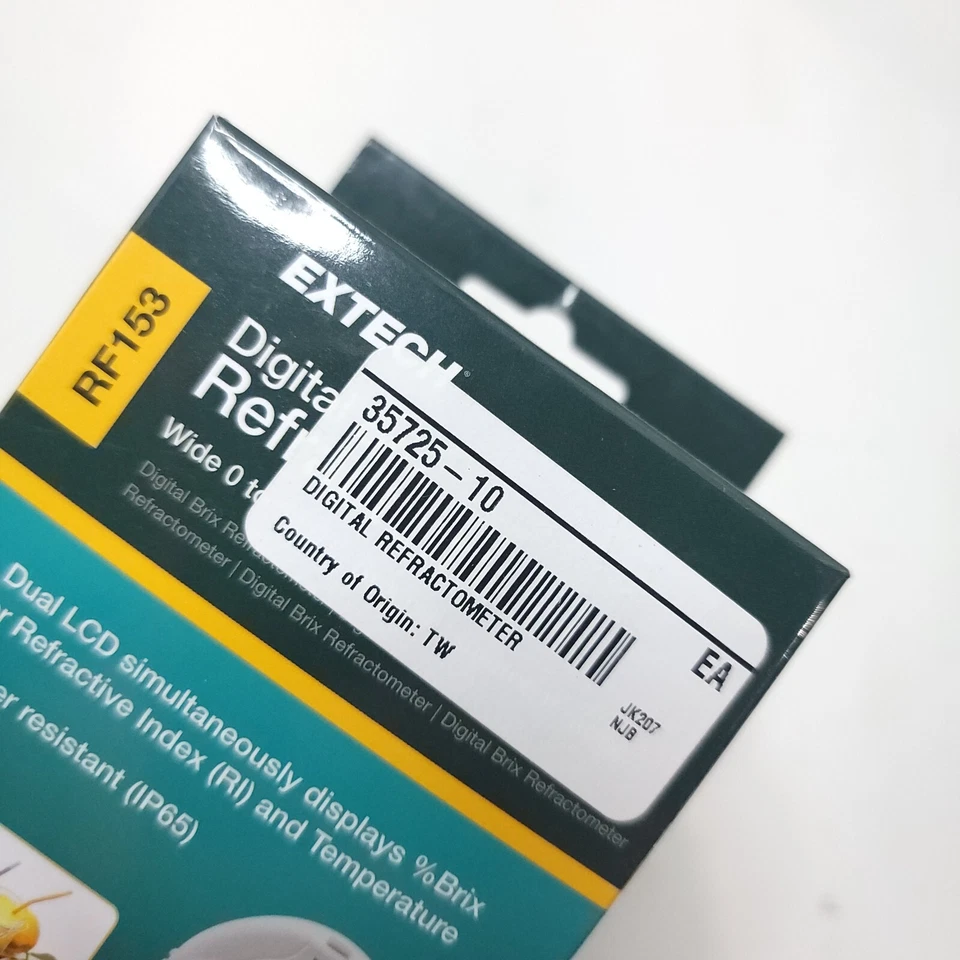 RF153
EXTECH®
Digita
Ref
Wide 0 to
35725-10
DIGITAL REFRACTOMETER
Country of Origin: TW
EA
JK207
NJB
Digital Brix Refractom
Refractometer | Digital Brix Refractometer | Digital Brix Refractometer
Dual LCD simultaneously displays %Brix
r Refractive Index (RI) and Temperature
er resistant (IP65)